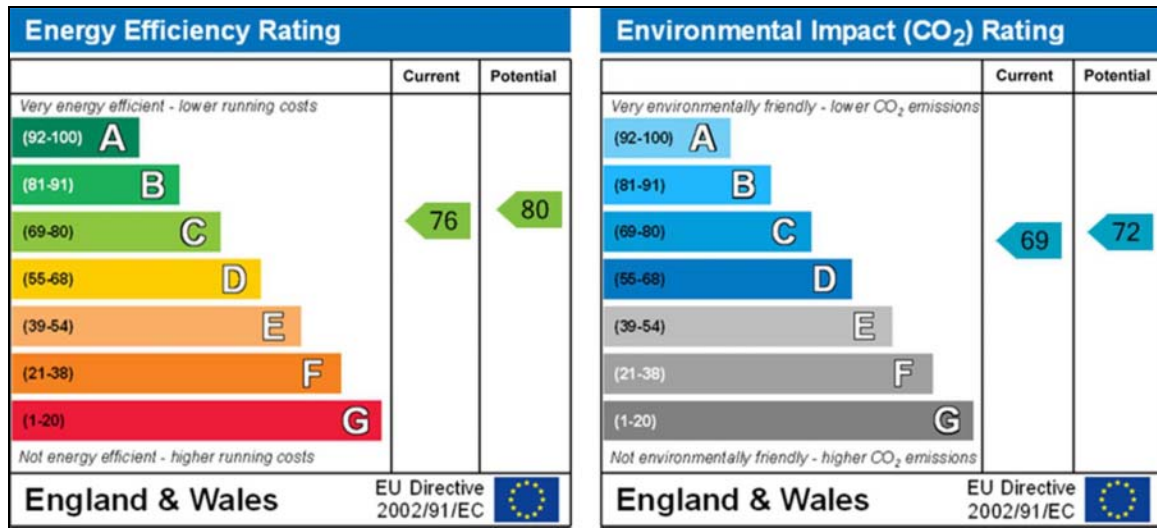 Energy Efficiency Rating
Current Potential
Very energy efficient - lower running costs
(92-100) A
(81-91) B
(69-80) C
76
80
(55-68) D
(39-54) E
(21-38) F
(1-20) G
Not energy efficient - higher running costs
England & Wales
EU Directive
2002/91/EC
Environmental Impact (CO₂) Rating
Current Potential
Very environmentally friendly - lower CO₂ emissions
(92-100) A
(81-91) B
(69-80) C
69
72
(55-68) D
(39-54) E
(21-38) F
(1-20) G
Not environmentally friendly - higher CO₂ emissions
England & Wales
EU Directive
2002/91/EC